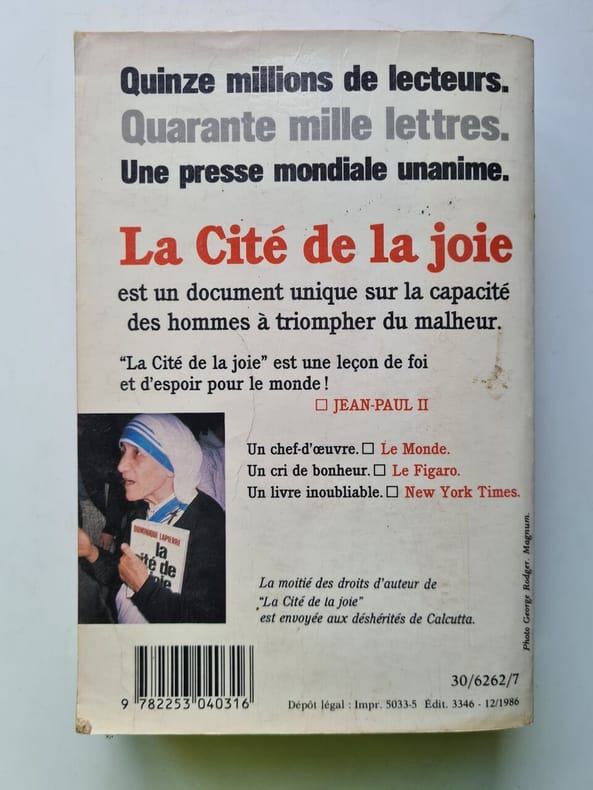 Quinze millions de lecteurs.
Quarante mille lettres.
Une presse mondiale unanime.
La Cité de la joie
est un document unique sur la capacité
des hommes à triompher du malheur.
"La Cité de la joie" est une leçon de foi
et d'espoir pour le monde !
□ JEAN-PAUL II
Un chef-d'œuvre. □ Le Monde.
Un cri de bonheur. □ Le Figaro.
Un livre inoubliable. □ New York Times.
DOMINIQUE LAPIERRE
la
cité de
joie
La moitié des droits d'auteur de
"La Cité de la joie"
est envoyée aux déshérités de Calcutta.
Photo George Rodger. Magnum.
30/6262/7
9 782253 040316
Dépôt légal : Impr. 5033-5 Édit. 3346 - 12/1986